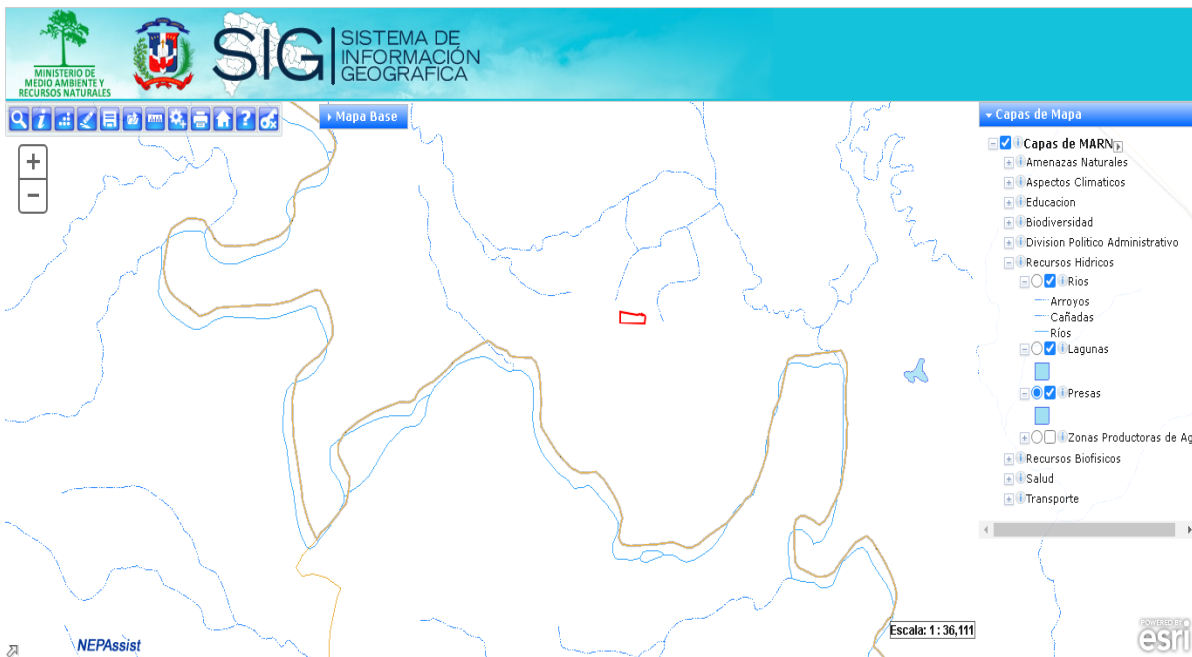 MINISTERIO DE
MEDIO AMBIENTE Y
RECURSOS NATURALES
SIG
SISTEMA DE
INFORMACIÓN
GEOGRAFICA
Mapa Base
Capas de Mapa
Capas de MARN
Amenazas Naturales
Aspectos Climaticos
Educacion
Biodiversidad
Division Politico Administrativo
Recursos Hidricos
Rios
Arroyos
Cañadas
Ríos
Lagunas
Presas
Zonas Productoras de Ag
Recursos Biofisicos
Salud
Transporte
Escala: 1 : 36,111
NEPAssist
POWERED BY
esri